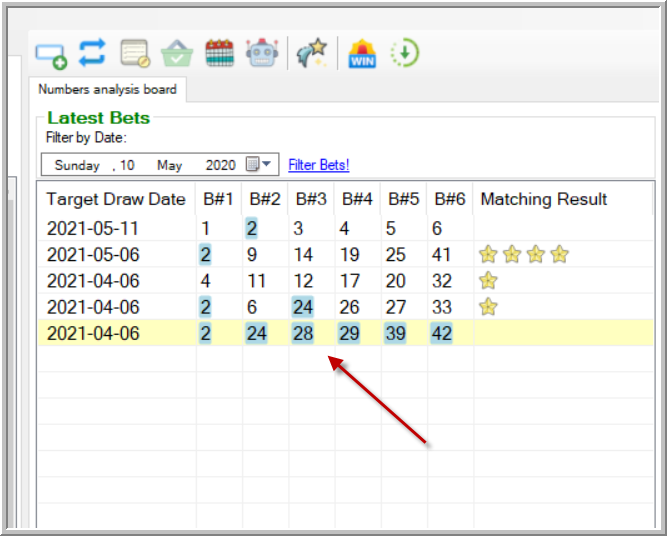 WIN
Numbers analysis board
Latest Bets
Filter by Date:
Sunday , 10 May 2020 Filter Bets!
Target Draw Date B#1 B#2 B#3 B#4 B#5 B#6 Matching Result
2021-05-11 1 2 3 4 5 6
2021-05-06 2 9 14 19 25 41
2021-04-06 4 11 12 17 20 32
2021-04-06 2 6 24 26 27 33
2021-04-06 2 24 28 29 39 42